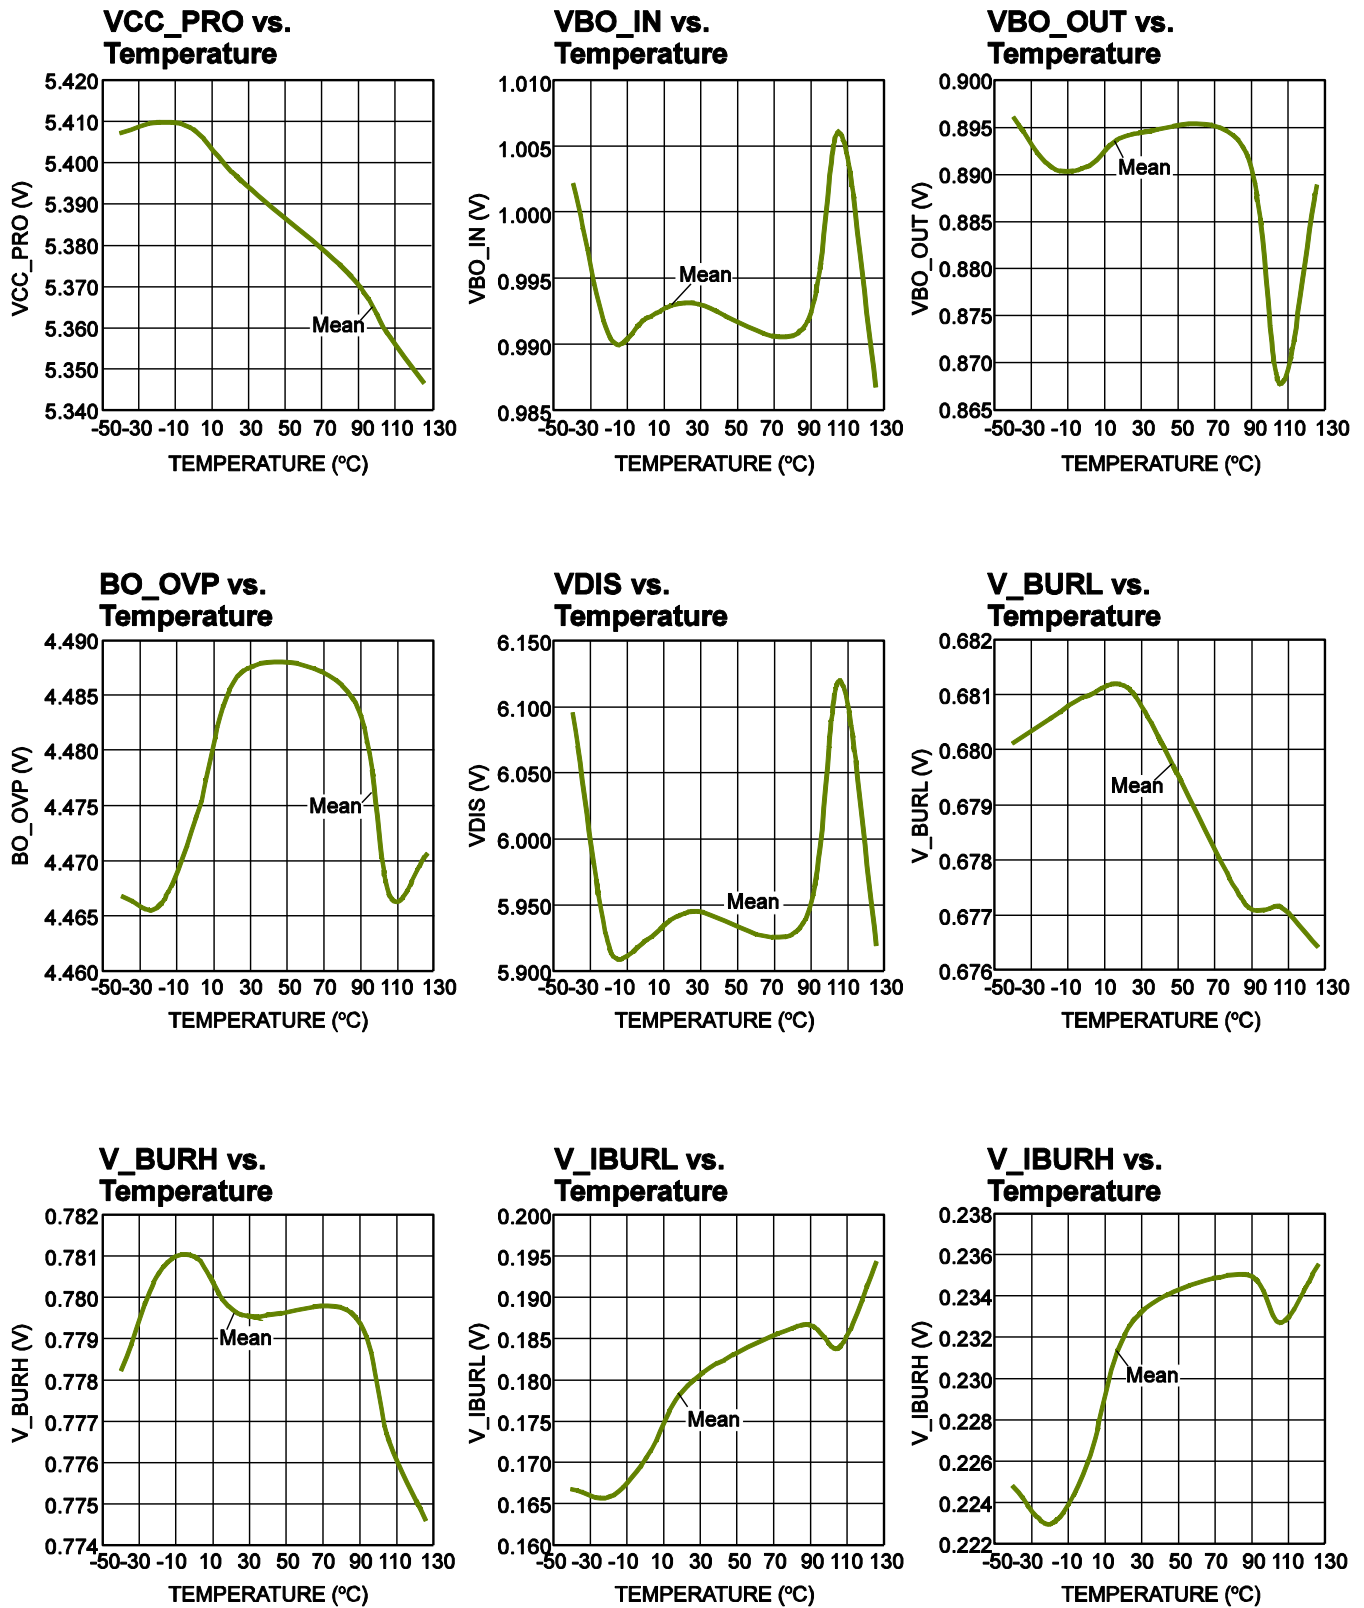 VCC_PRO vs.
Temperature
5.420
5.410
5.400
5.390
5.380
5.370
5.360
5.350
5.340
VCC_PRO (V)
Mean
-50 -30 -10 10 30 50 70 90 110 130
TEMPERATURE (ºC)
VBO_IN vs.
Temperature
1.010
1.005
1.000
0.995
0.990
0.985
VBO_IN (V)
Mean
-50 -30 -10 10 30 50 70 90 110 130
TEMPERATURE (ºC)
VBO_OUT vs.
Temperature
0.900
0.895
0.890
0.885
0.880
0.875
0.870
0.865
VBO_OUT (V)
Mean
-50 -30 -10 10 30 50 70 90 110 130
TEMPERATURE (ºC)
BO_OVP vs.
Temperature
4.490
4.485
4.480
4.475
4.470
4.465
4.460
BO_OVP (V)
Mean
-50 -30 -10 10 30 50 70 90 110 130
TEMPERATURE (ºC)
VDIS vs.
Temperature
6.150
6.100
6.050
6.000
5.950
5.900
VDIS (V)
Mean
-50 -30 -10 10 30 50 70 90 110 130
TEMPERATURE (ºC)
V_BURL vs.
Temperature
0.682
0.681
0.680
0.679
0.678
0.677
0.676
V_BURL (V)
Mean
-50 -30 -10 10 30 50 70 90 110 130
TEMPERATURE (ºC)
V_BURH vs.
Temperature
0.782
0.781
0.780
0.779
0.778
0.777
0.776
0.775
0.774
V_BURH (V)
Mean
-50 -30 -10 10 30 50 70 90 110 130
TEMPERATURE (ºC)
V_IBURL vs.
Temperature
0.200
0.195
0.190
0.185
0.180
0.175
0.170
0.165
0.160
V_IBURL (V)
Mean
-50 -30 -10 10 30 50 70 90 110 130
TEMPERATURE (ºC)
V_IBURH vs.
Temperature
0.238
0.236
0.234
0.232
0.230
0.228
0.226
0.224
0.222
V_IBURH (V)
Mean
-50 -30 -10 10 30 50 70 90 110 130
TEMPERATURE (ºC)